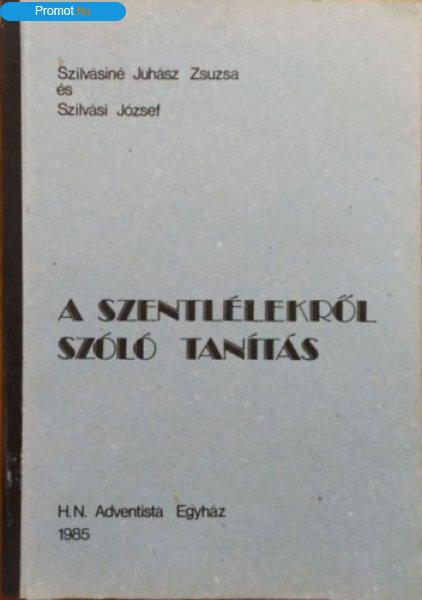 Promot.hu
Szilvásiné Juhász Zsuzsa
és
Szilvási József
A SZENTLÉLEKRŐL
SZÓLÓ TANÍTÁS
H.N. Adventista Egyház
1985